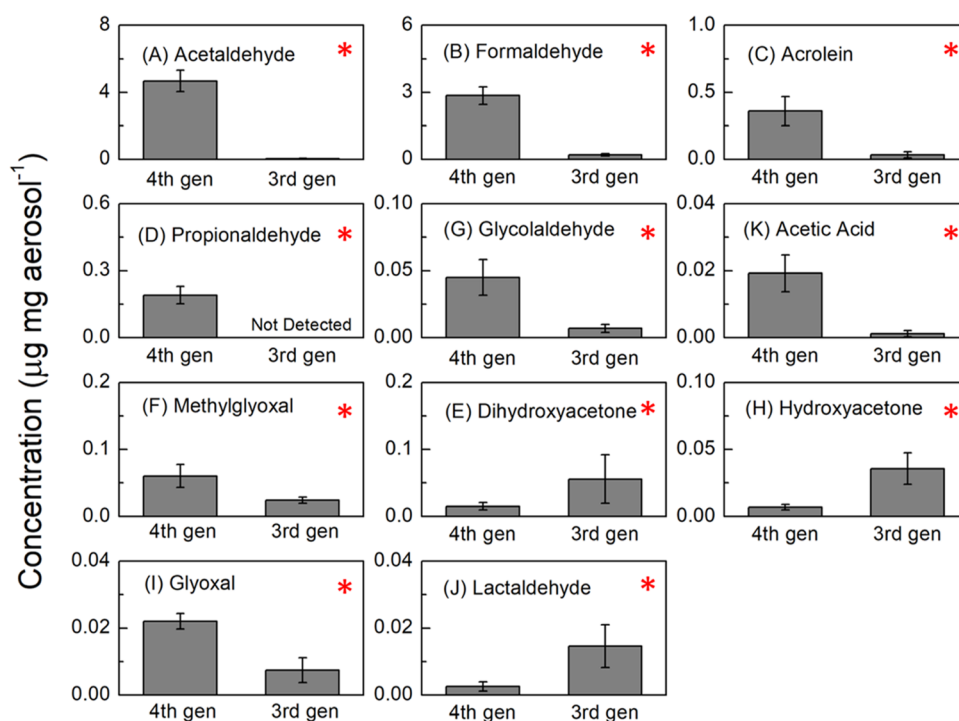 Concentration (µg mg aerosol⁻¹)
(A) Acetaldehyde *
8
4
0
4th gen 3rd gen
(B) Formaldehyde *
6
3
0
4th gen 3rd gen
(C) Acrolein *
1.0
0.5
0.0
4th gen 3rd gen
(D) Propionaldehyde *
0.6
0.3
0.0
Not Detected
4th gen 3rd gen
(G) Glycolaldehyde *
0.10
0.05
0.00
4th gen 3rd gen
(K) Acetic Acid *
0.04
0.02
0.00
4th gen 3rd gen
(F) Methylglyoxal *
0.2
0.1
0.0
4th gen 3rd gen
(E) Dihydroxyacetone *
0.2
0.1
0.0
4th gen 3rd gen
(H) Hydroxyacetone *
0.10
0.05
0.00
4th gen 3rd gen
(I) Glyoxal *
0.04
0.02
0.00
4th gen 3rd gen
(J) Lactaldehyde *
0.04
0.02
0.00
4th gen 3rd gen